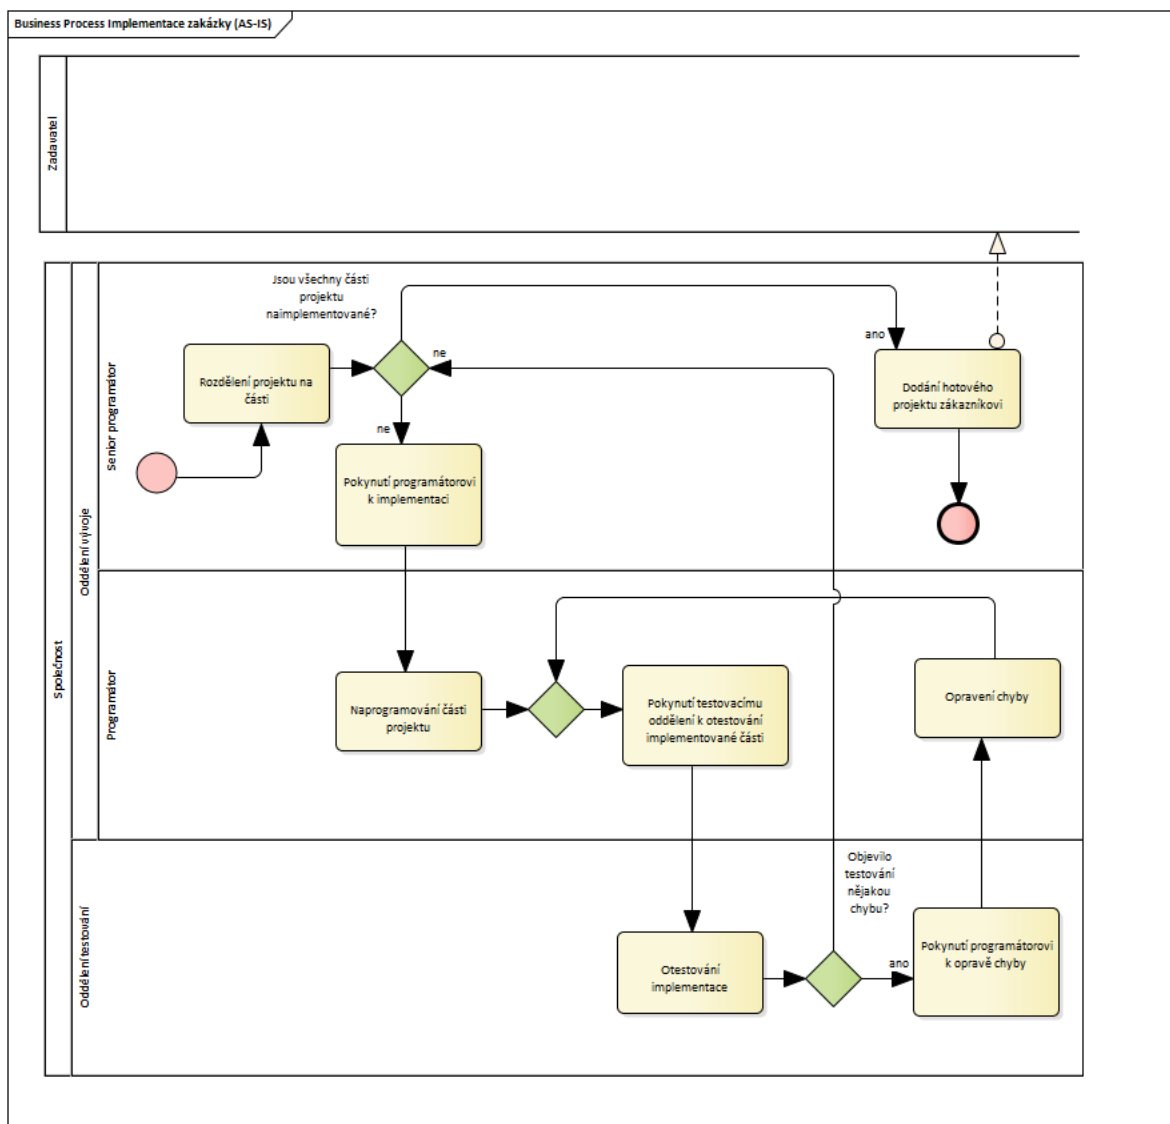 Business Process Implementace zakázky (AS-IS)
Zadavatel
Společnost
Oddělení vývoje
Senior programátor
Jsou všechny části
projektu
naimplementované?
ano
ne
Rozdělení projektu na
části
Dodání hotového
projektu zákazníkovi
ne
Pokynutí programátorovi
k implementaci
Programátor
Naprogramování části
projektu
Pokynutí testovacímu
oddělení k otestování
implementované části
Opravení chyby
Oddělení testování
Objevilo
testování
nějakou
chybu?
Otestování
implementace
ano
Pokynutí programátorovi
k opravě chyby